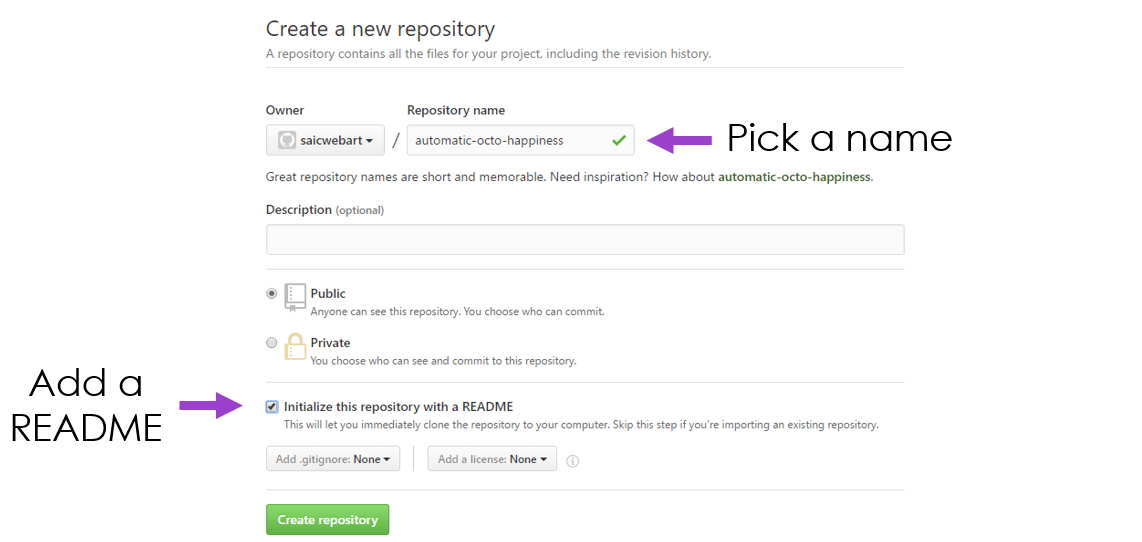 Create a new repository
A repository contains all the files for your project, including the revision history.
Owner
Repository name
saicwebart / automatic-octo-happiness
Pick a name
Great repository names are short and memorable. Need inspiration? How about automatic-octo-happiness.
Description (optional)
Public
Anyone can see this repository. You choose who can commit.
Private
You choose who can see and commit to this repository.
Add a
README
Initialize this repository with a README
This will let you immediately clone the repository to your computer. Skip this step if you're importing an existing repository.
Add .gitignore: None
Add a license: None
Create repository